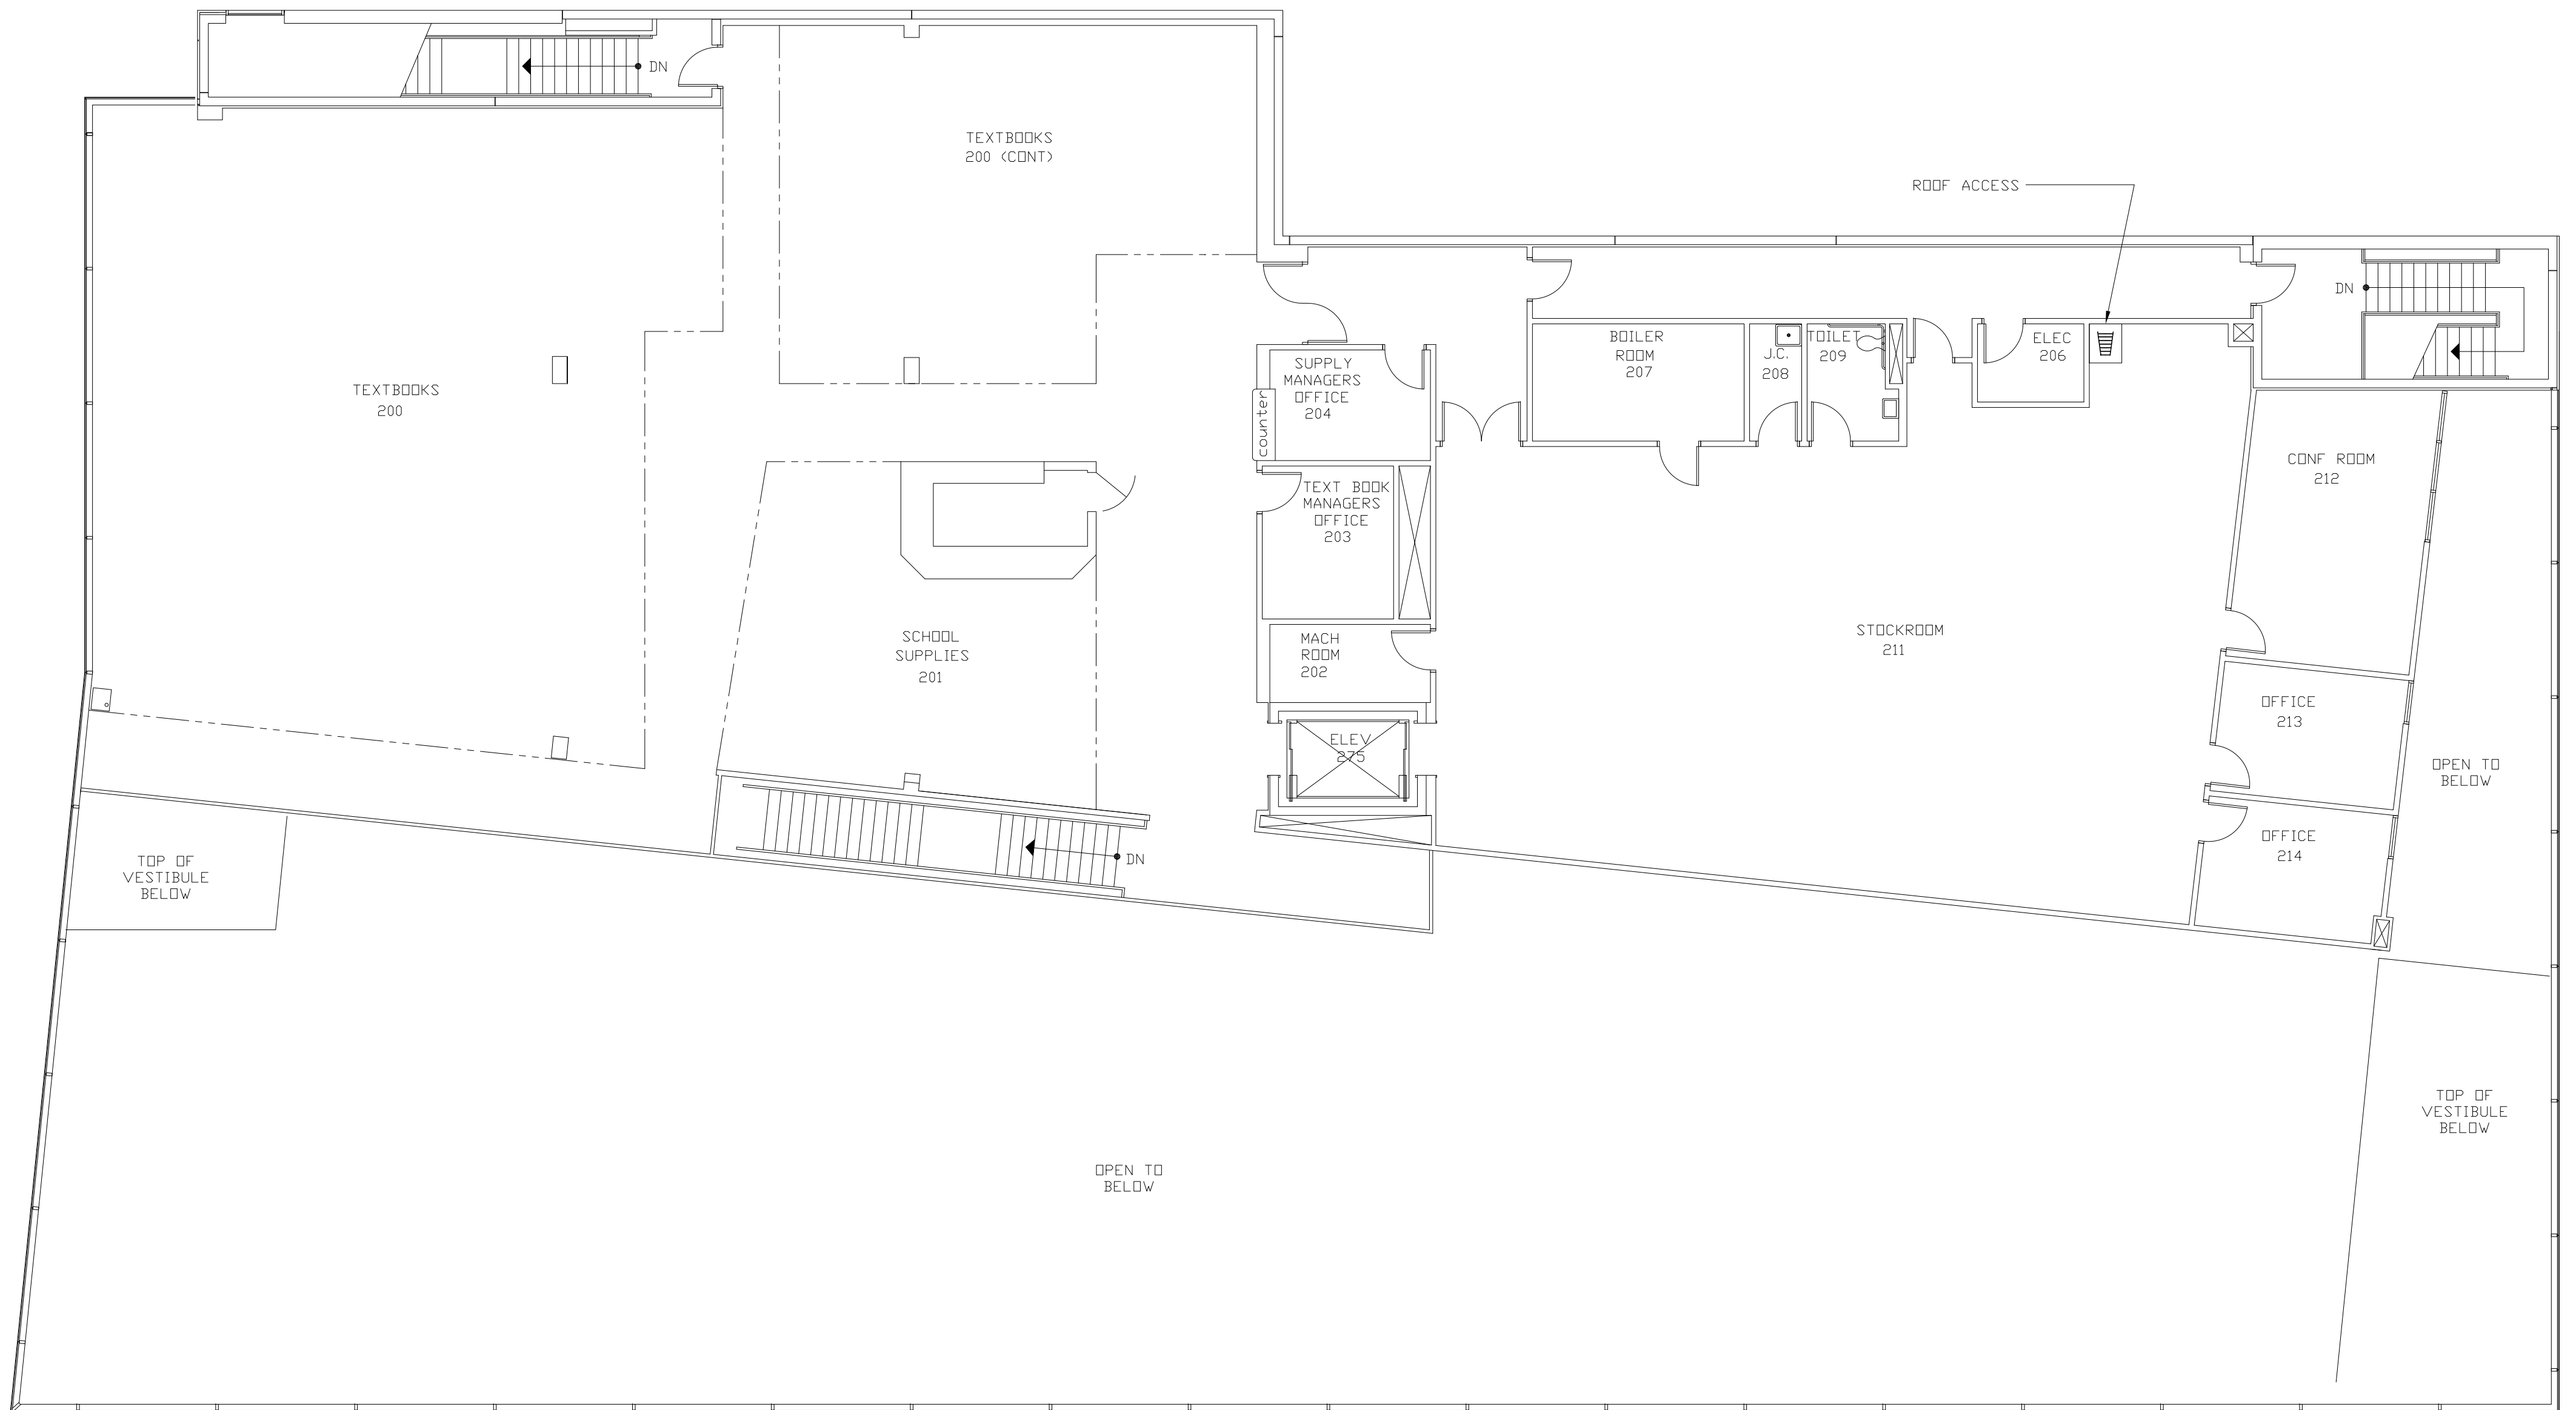 DN
TEXTBOOKS
200 (CONT)
ROOF ACCESS
DN
TEXTBOOKS
200
SUPPLY
MANAGERS
OFFICE
204
counter
BOILER
ROOM
207
J.C.
208
TOILET
209
ELEC
206
CONF ROOM
212
TEXT BOOK
MANAGERS
OFFICE
203
SCHOOL
SUPPLIES
201
MACH
ROOM
202
STOCKROOM
211
OFFICE
213
ELEV
275
OPEN TO
BELOW
OFFICE
214
DN
TOP OF
VESTIBULE
BELOW
TOP OF
VESTIBULE
BELOW
OPEN TO
BELOW